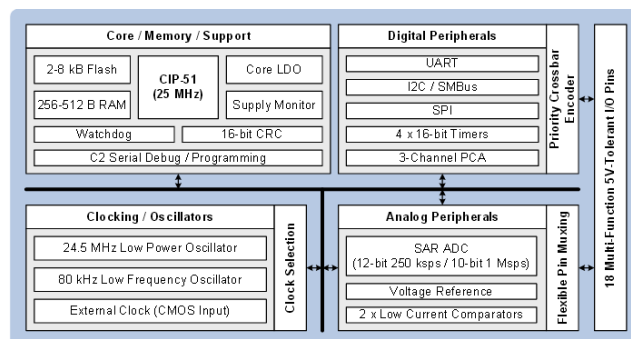 Core / Memory / Support
2-8 kB Flash
CIP-51
(25 MHz)
Core LDO
256-512 B RAM
Supply Monitor
Watchdog
16-bit CRC
C2 Serial Debug / Programming
Digital Peripherals
UART
I2C / SMBus
SPI
4 x 16-bit Timers
3-Channel PCA
Priority Crossbar
Encoder
18 Multi-Function 5V-Tolerant I/O Pins
Clocking / Oscillators
24.5 MHz Low Power Oscillator
80 kHz Low Frequency Oscillator
External Clock (CMOS Input)
Clock Selection
Analog Peripherals
SAR ADC
(12-bit 250 ksps / 10-bit 1 Msps)
Voltage Reference
2 x Low Current Comparators
Flexible Pin Muxing